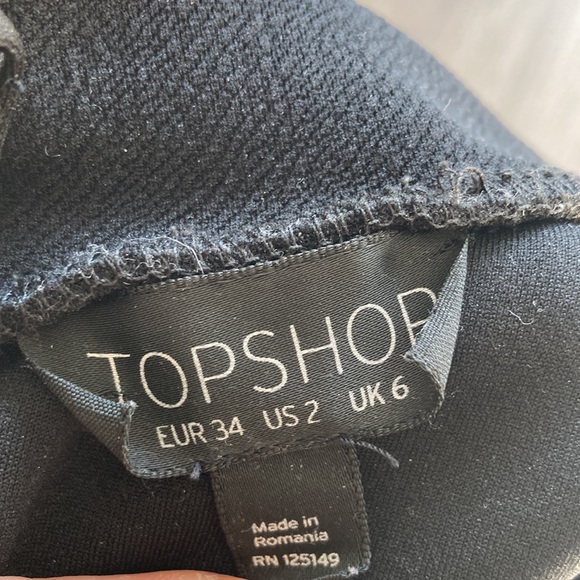 TOPSHOP
EUR 34 US 2 UK 6
Made in
Romania
RN 125149